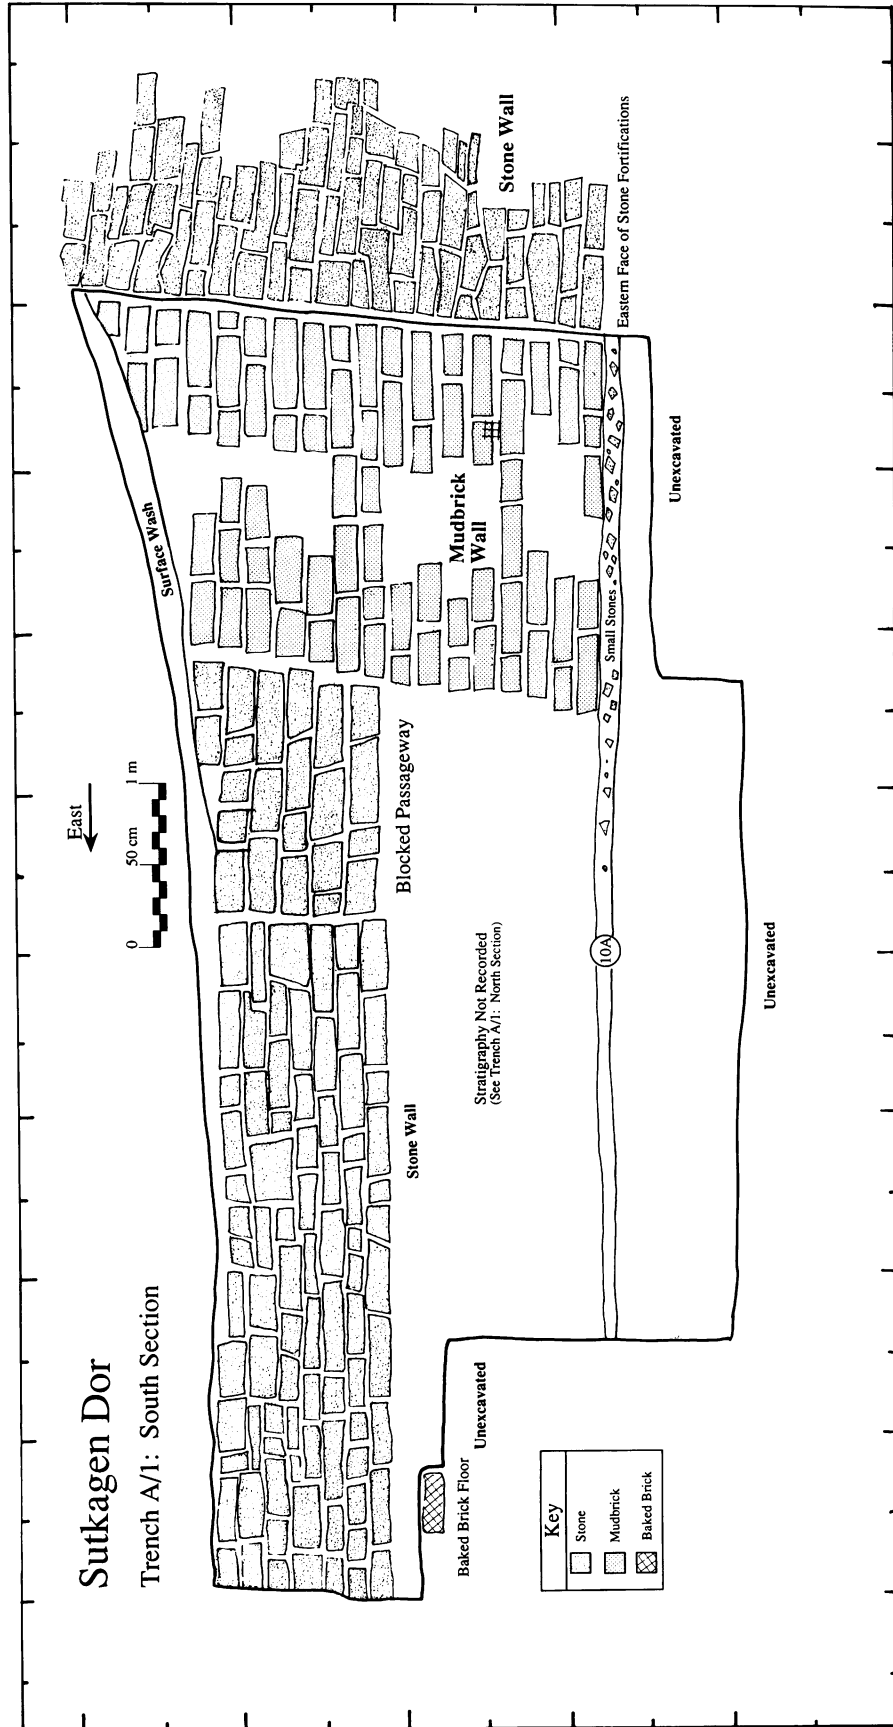 Sutkagen Dor
Trench A/1: South Section
East
0 50 cm 1 m
Surface Wash
Stone Wall
Eastern Face of Stone Fortifications
Mudbrick
Wall
Blocked Passageway
Stone Wall
Small Stones
Stratigraphy Not Recorded
(See Trench A/1: North Section)
10A
Unexcavated
Unexcavated
Unexcavated
Baked Brick Floor
Key
Stone
Mudbrick
Baked Brick